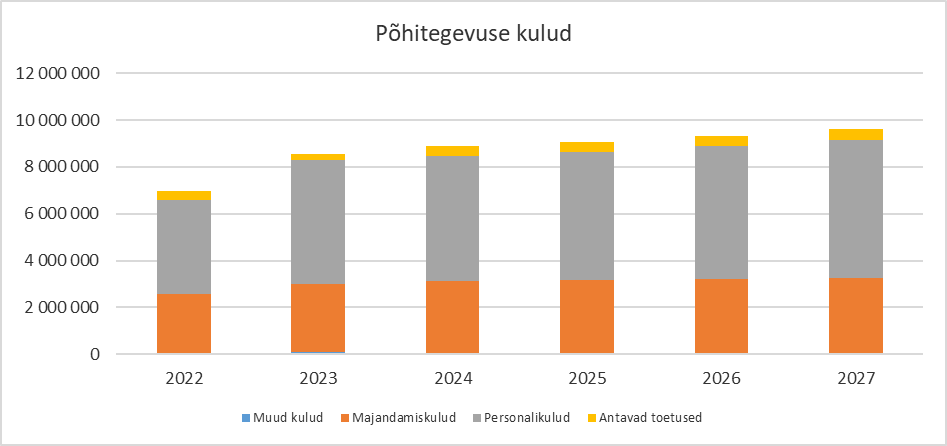 Põhitegevuse kulud
12 000 000
10 000 000
8 000 000
6 000 000
4 000 000
2 000 000
0
2022 2023 2024 2025 2026 2027
Muud kulud Majandamiskulud Personalikulud Antavad toetused